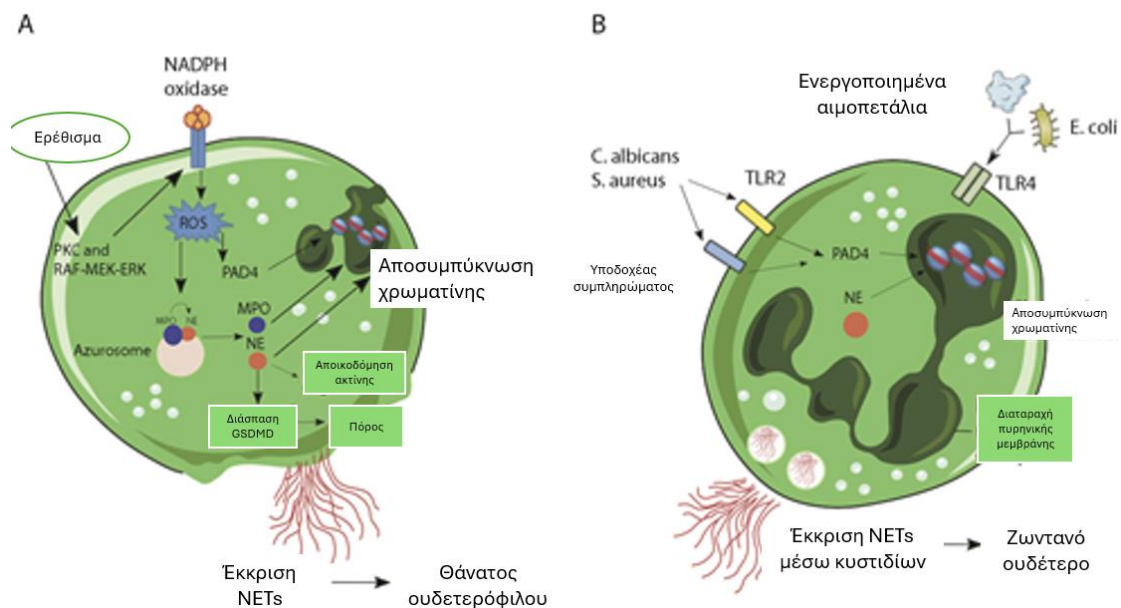 A
NADPH
oxidase
Ερέθισμα
ROS
PKC and
RAF-MEK-ERK
PAD4
Αποσυμπύκνωση
χρωματίνης
MPO
NE
MPO
NE
Azurosome
Αποικοδόμηση
ακτίνης
Διάσπαση
GSDMD
Πόρος
Έκκριση
NETs
Θάνατος
ουδετερόφιλου
B
Ενεργοποιημένα
αιμοπετάλια
E. coli
C. albicans
S. aureus
TLR2
TLR4
Υποδοχέας
συμπληρώματος
PAD4
NE
Αποσυμπύκνωση
χρωματίνης
Διαταραχή
πυρηνικής
μεμβράνης
Έκκριση NETs
μέσω κυστιδίων
Ζωντανό
ουδέτερο